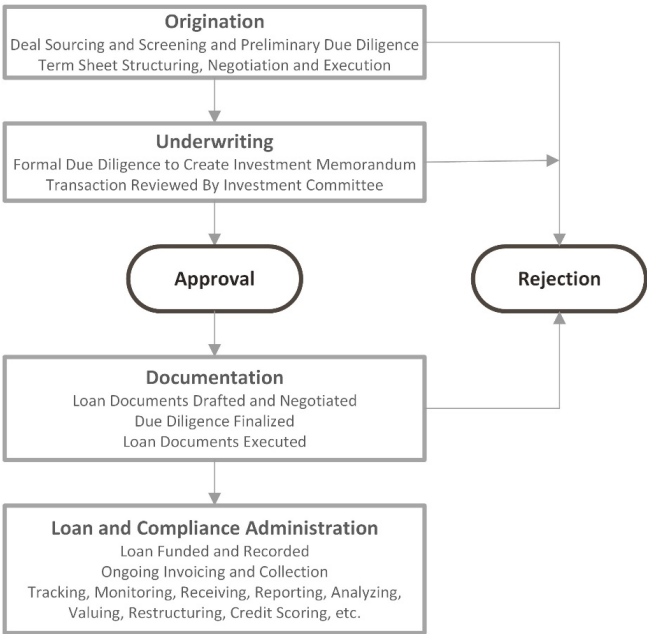 Origination
Deal Sourcing and Screening and Preliminary Due Diligence
Term Sheet Structuring, Negotiation and Execution
Underwriting
Formal Due Diligence to Create Investment Memorandum
Transaction Reviewed By Investment Committee
Approval
Rejection
Documentation
Loan Documents Drafted and Negotiated
Due Diligence Finalized
Loan Documents Executed
Loan and Compliance Administration
Loan Funded and Recorded
Ongoing Invoicing and Collection
Tracking, Monitoring, Receiving, Reporting, Analyzing,
Valuing, Restructuring, Credit Scoring, etc.